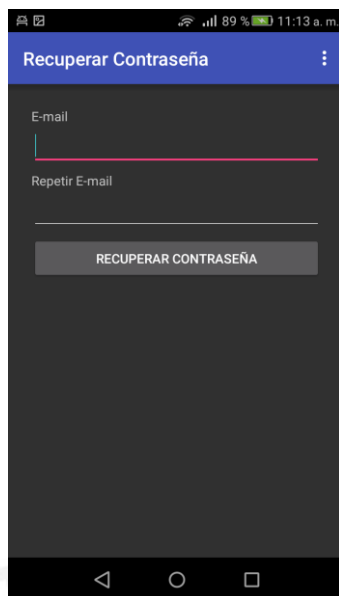 89 % 11:13 a. m.
Recuperar Contraseña
E-mail
Repetir E-mail
RECUPERAR CONTRASEÑA